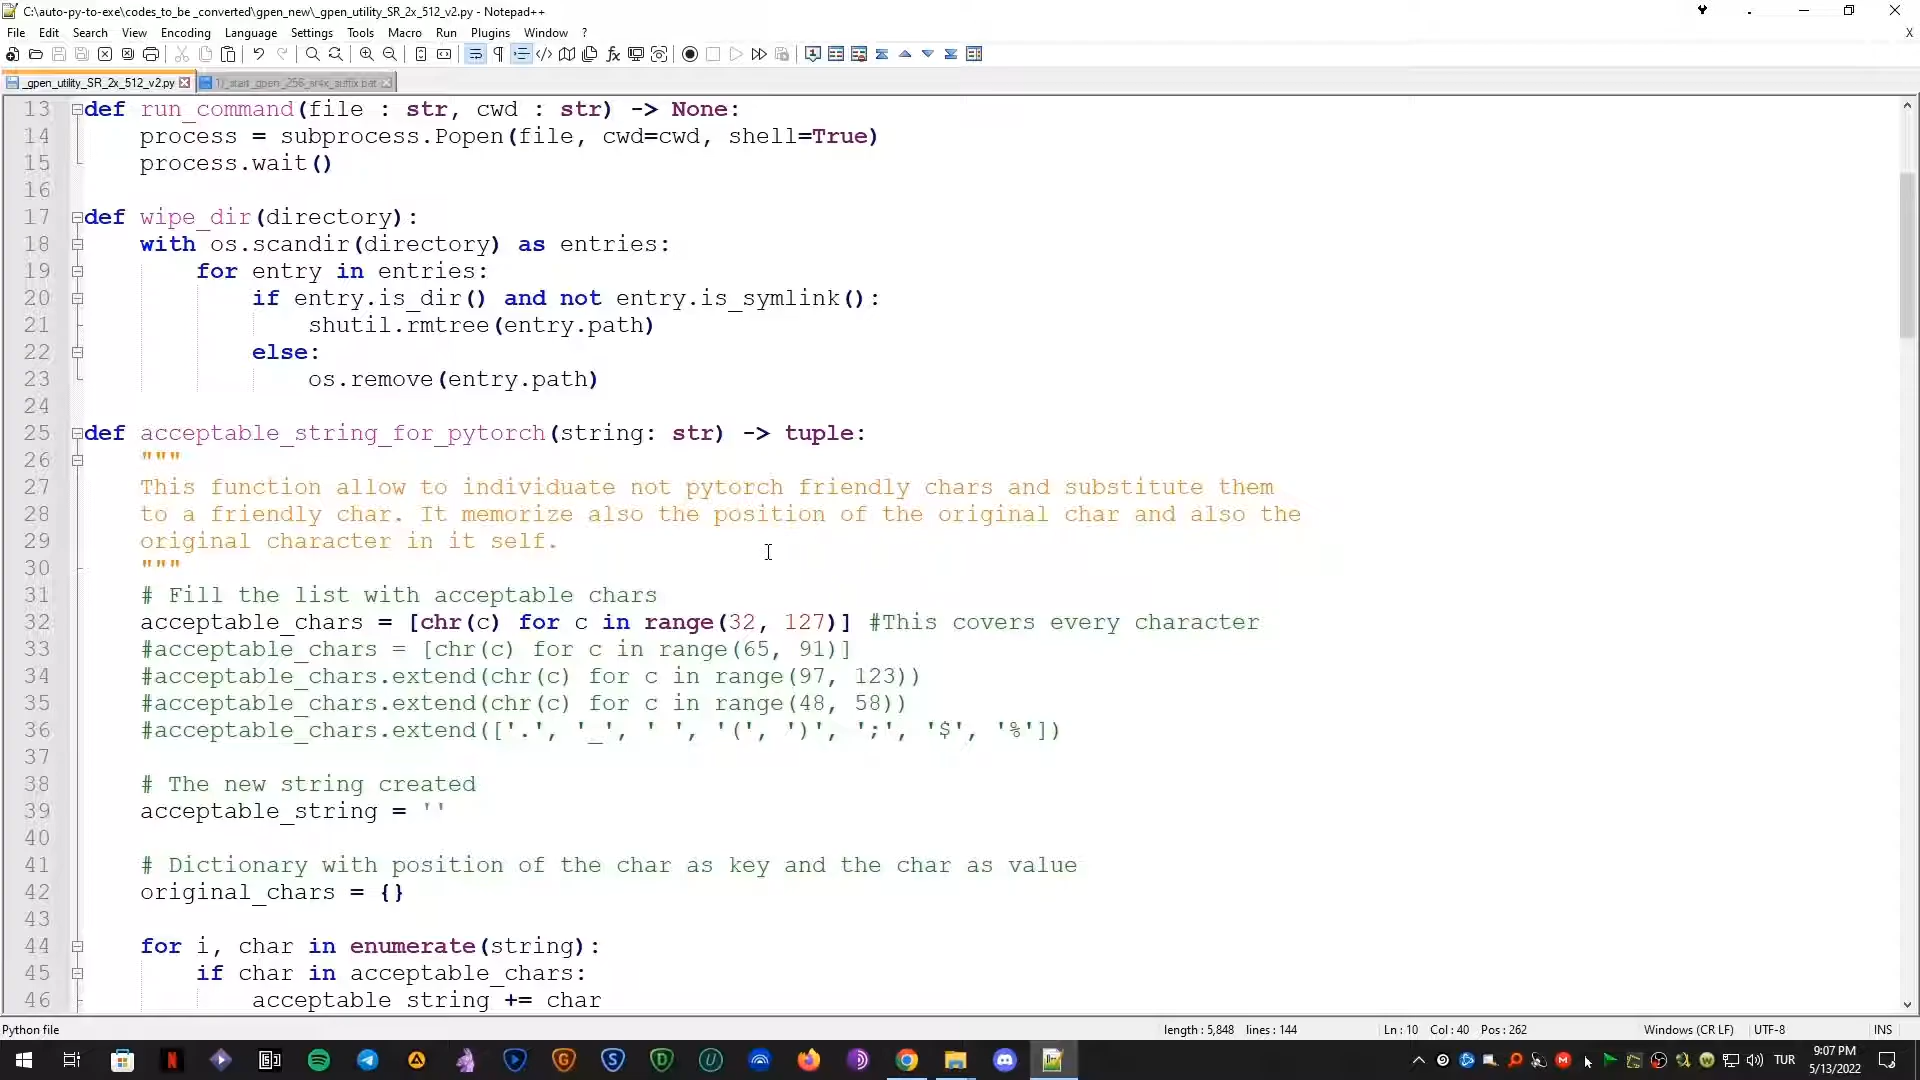 C:\auto-py-to-exe\codes_to_be _converted\gpen_new\_gpen_utility_SR_2x_512_v2.py - Notepad++
File Edit Search View Encoding Language Settings Tools Macro Run Plugins Window ? X
_gpen_utility_SR_2x_512_v2.py
13 def run_command(file : str, cwd : str) -> None:
14 process = subprocess.Popen(file, cwd=cwd, shell=True)
15 process.wait()
16
17 def wipe_dir(directory):
18 with os.scandir(directory) as entries:
19 for entry in entries:
20 if entry.is_dir() and not entry.is_symlink():
21 shutil.rmtree(entry.path)
22 else:
23 os.remove(entry.path)
24
25 def acceptable_string_for_pytorch(string: str) -> tuple:
26 """
27 This function allow to individuate not pytorch friendly chars and substitute them
28 to a friendly char. It memorize also the position of the original char and also the
29 original character in it self.
30 """
31 # Fill the list with acceptable chars
32 acceptable_chars = [chr(c) for c in range(32, 127)] #This covers every character
33 #acceptable_chars = [chr(c) for c in range(65, 91)]
34 #acceptable_chars.extend(chr(c) for c in range(97, 123))
35 #acceptable_chars.extend(chr(c) for c in range(48, 58))
36 #acceptable_chars.extend(['.', '_', ' ', '(', ')', ';', '$', '%'])
37
38 # The new string created
39 acceptable_string = ''
40
41 # Dictionary with position of the char as key and the char as value
42 original_chars = {}
43
44 for i, char in enumerate(string):
45 if char in acceptable_chars:
46 acceptable_string += char
Python file length : 5,848 lines : 144 Ln : 10 Col : 40 Pos : 262 Windows (CR LF) UTF-8 INS
TUR 9:07 PM
5/13/2022